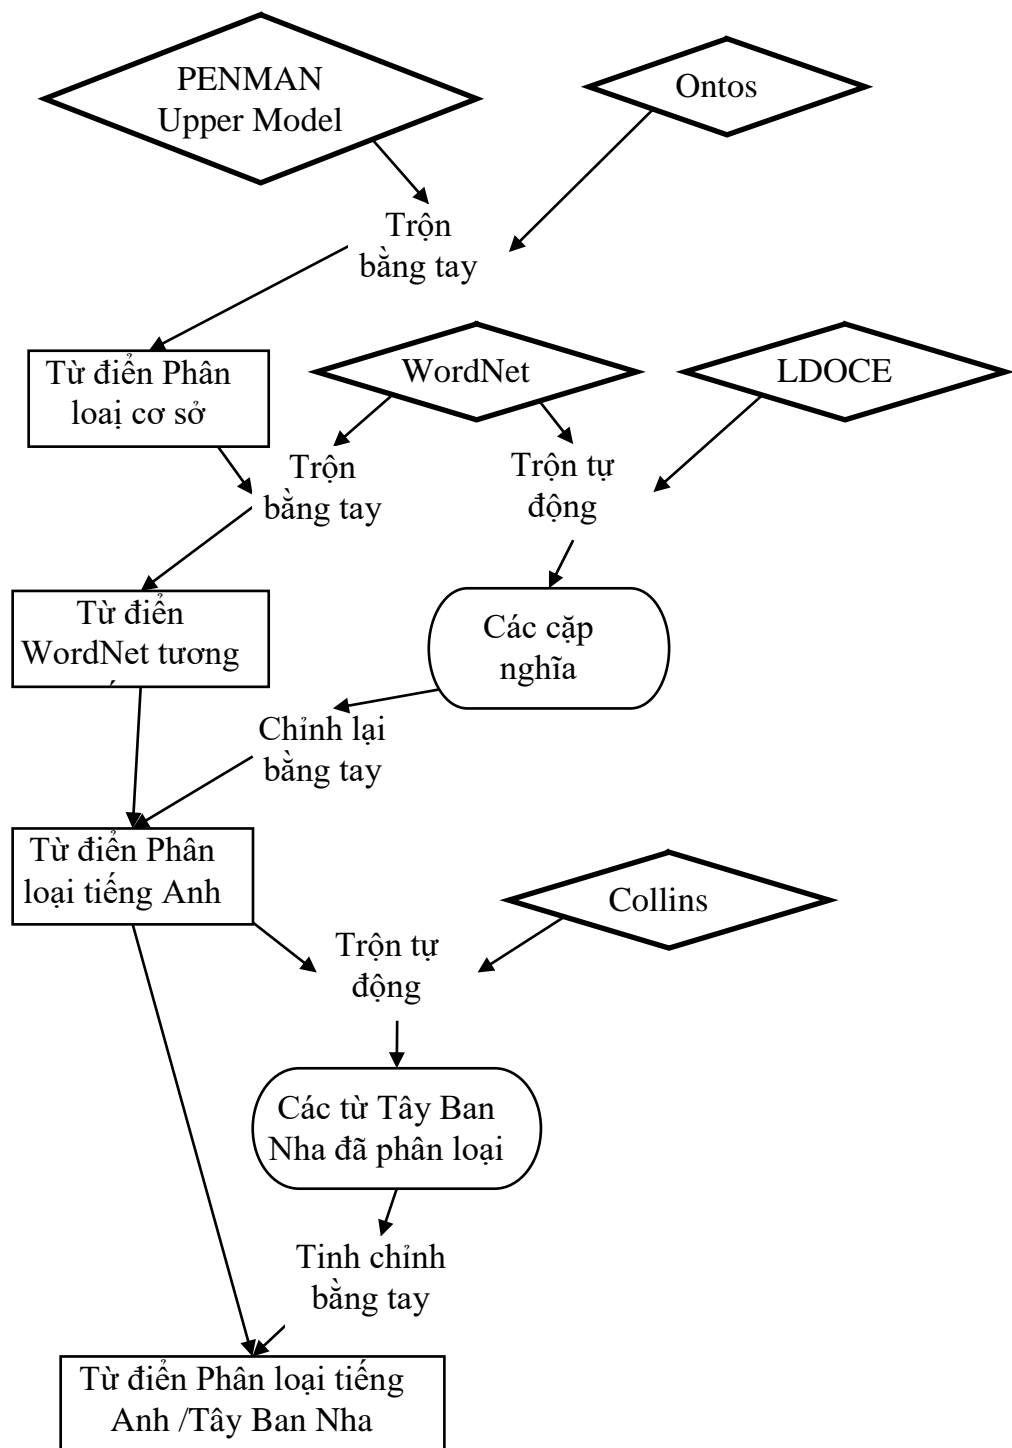 PENMAN
Upper Model
Ontos
Trộn
bằng tay
Từ điển Phân
loại cơ sở
WordNet
LDOCE
Trộn
bằng tay
Trộn tự
động
Từ điển
WordNet tương
Các cặp
nghĩa
Chỉnh lại
bằng tay
Từ điển Phân
loại tiếng Anh
Collins
Trộn tự
động
Các từ Tây Ban
Nha đã phân loại
Tinh chỉnh
bằng tay
Từ điển Phân loại tiếng
Anh /Tây Ban Nha